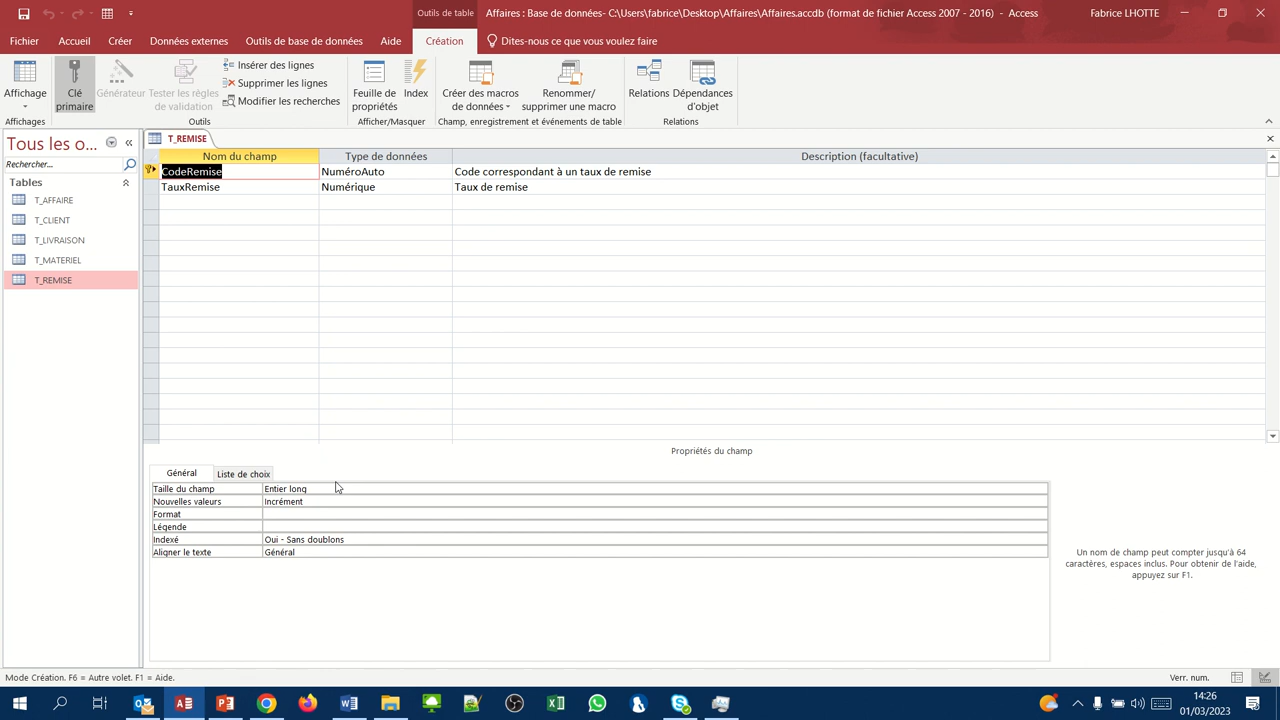 Outils de table
Affaires : Base de données- C:\Users\fabrice\Desktop\Affaires\Affaires.accdb (format de fichier Access 2007 - 2016) - Access
Fabrice LHOTTE
Fichier
Accueil
Créer
Données externes
Outils de base de données
Aide
Création
Dites-nous ce que vous voulez faire
Affichage
Clé primaire
Générateur
Tester les règles de validation
Insérer des lignes
Supprimer les lignes
Modifier les recherches
Feuille de propriétés
Index
Créer des macros de données
Renommer/ supprimer une macro
Relations
Dépendances d'objet
Affichages
Outils
Afficher/Masquer
Champ, enregistrement et événements de table
Relations
Tous les o...
Rechercher...
Tables
T_AFFAIRE
T_CLIENT
T_LIVRAISON
T_MATERIEL
T_REMISE
T_REMISE
Nom du champ
Type de données
Description (facultative)
CodeRemise
NuméroAuto
Code correspondant à un taux de remise
TauxRemise
Numérique
Taux de remise
Propriétés du champ
Général
Liste de choix
Taille du champ
Entier long
Nouvelles valeurs
Incrément
Format
Légende
Indexé
Oui - Sans doublons
Aligner le texte
Général
Un nom de champ peut compter jusqu'à 64
caractères, espaces inclus. Pour obtenir de l'aide,
appuyez sur F1.
Mode Création. F6 = Autre volet. F1 = Aide.
Verr. num.
14:26
01/03/2023